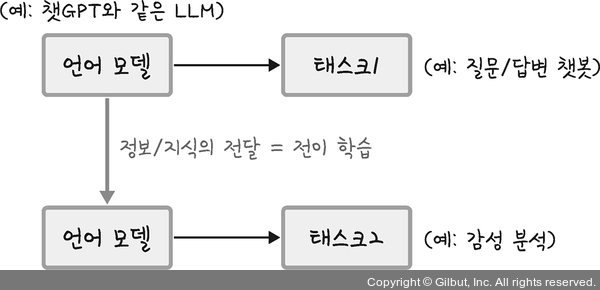 (예: 챗GPT와 같은 LLM)
언어 모델
태스크1
(예: 질문/답변 챗봇)
정보/지식의 전달 = 전이 학습
언어 모델
태스크2
(예: 감성 분석)
Copyright © Gilbut, Inc. All rights reserved.